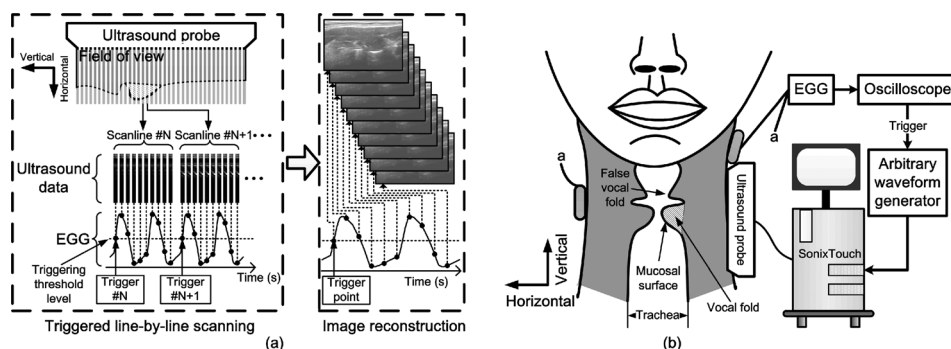 Ultrasound probe
Field of view
Vertical
Horizontal
Scanline #N
Scanline #N+1
Ultrasound
data
EGG
Triggering
threshold
level
Trigger
#N
Trigger
#N+1
Time (s)
Triggered line-by-line scanning
Trigger
point
Time (s)
Image reconstruction
(a)
(b)
a
a
EGG
Oscilloscope
Trigger
Arbitrary
waveform
generator
SonixTouch
Ultrasound probe
False
vocal
fold
Mucosal
surface
Vocal fold
Trachea
Vertical
Horizontal
(b)